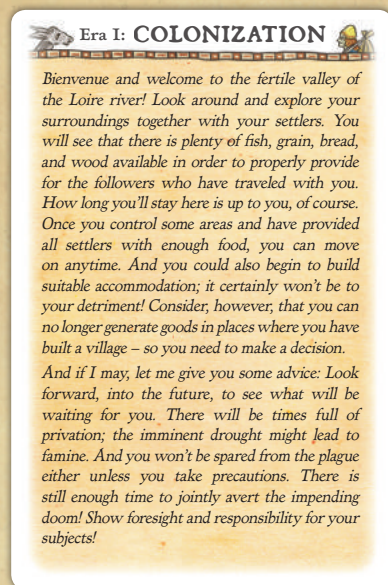 Era I: COLONIZATION
Bienvenue and welcome to the fertile valley of
the Loire river! Look around and explore your
surroundings together with your settlers. You
will see that there is plenty of fish, grain, bread,
and wood available in order to properly provide
for the followers who have traveled with you.
How long you'll stay here is up to you, of course.
Once you control some areas and have provided
all settlers with enough food, you can move
on anytime. And you could also begin to build
suitable accommodation; it certainly won't be to
your detriment! Consider, however, that you can
no longer generate goods in places where you have
built a village – so you need to make a decision.
And if I may, let me give you some advice: Look
forward, into the future, to see what will be
waiting for you. There will be times full of
privation; the imminent drought might lead to
famine. And you won't be spared from the plague
either unless you take precautions. There is
still enough time to jointly avert the impending
doom! Show foresight and responsibility for your
subjects!